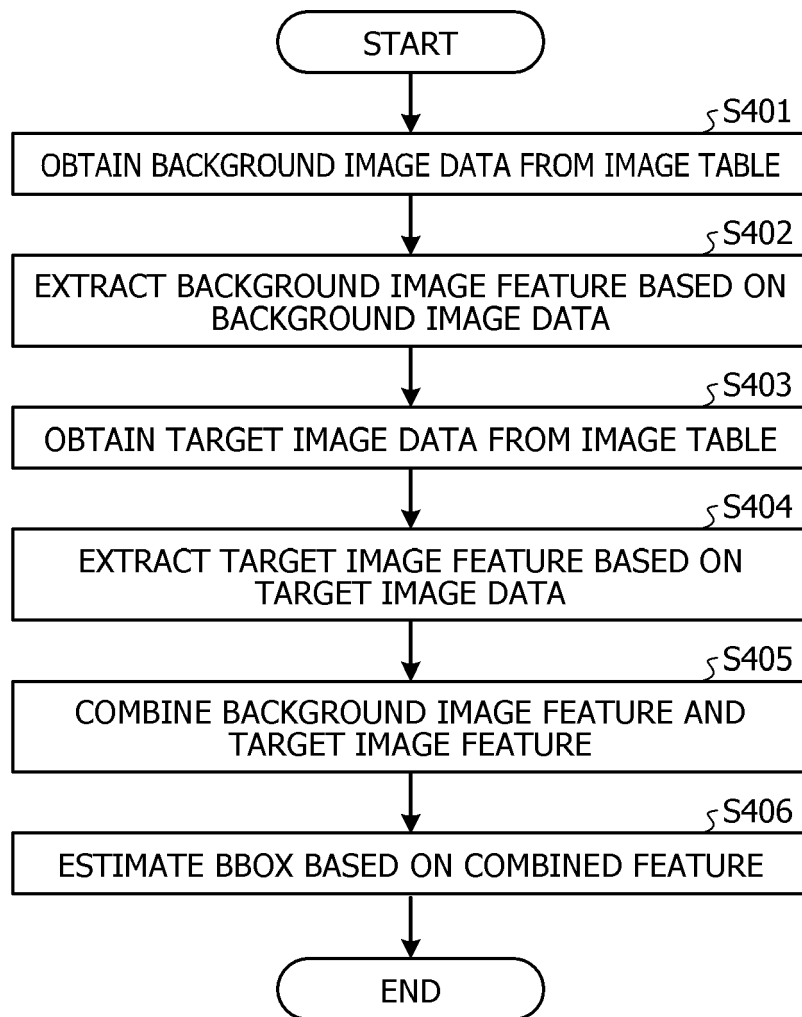 START
S401
OBTAIN BACKGROUND IMAGE DATA FROM IMAGE TABLE
S402
EXTRACT BACKGROUND IMAGE FEATURE BASED ON
BACKGROUND IMAGE DATA
S403
OBTAIN TARGET IMAGE DATA FROM IMAGE TABLE
S404
EXTRACT TARGET IMAGE FEATURE BASED ON
TARGET IMAGE DATA
S405
COMBINE BACKGROUND IMAGE FEATURE AND
TARGET IMAGE FEATURE
S406
ESTIMATE BBOX BASED ON COMBINED FEATURE
END